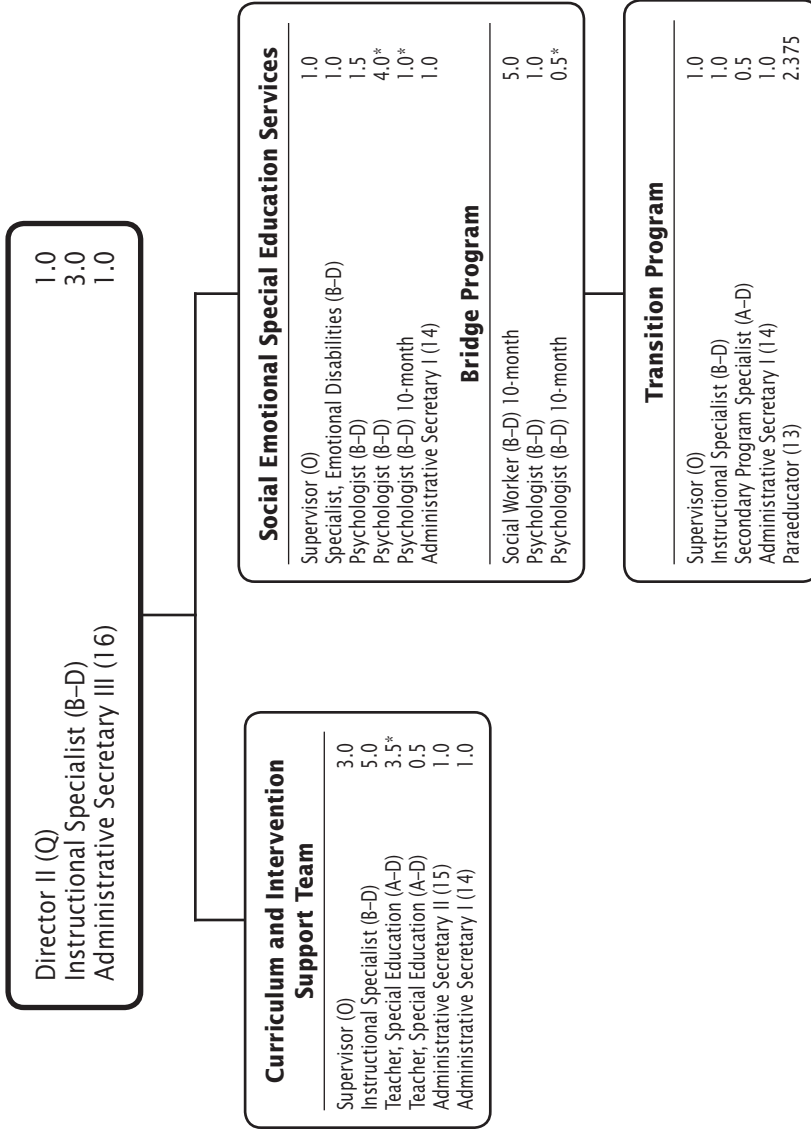 Director II (Q) 1.0
Instructional Specialist (B–D) 3.0
Administrative Secretary III (16) 1.0
Curriculum and Intervention
Support Team
Supervisor (O) 3.0
Instructional Specialist (B–D) 5.0
Teacher, Special Education (A–D) 3.5*
Teacher, Special Education (A–D) 0.5
Administrative Secretary II (15) 1.0
Administrative Secretary I (14) 1.0
Social Emotional Special Education Services
Supervisor (O) 1.0
Specialist, Emotional Disabilities (B–D) 1.0
Psychologist (B–D) 1.5
Psychologist (B–D) 4.0*
Psychologist (B–D) 10-month 1.0*
Administrative Secretary I (14) 1.0
Bridge Program
Social Worker (B–D) 10-month 5.0
Psychologist (B–D) 1.0
Psychologist (B–D) 10-month 0.5*
Transition Program
Supervisor (O) 1.0
Instructional Specialist (B–D) 1.0
Secondary Program Specialist (A–D) 0.5
Administrative Secretary I (14) 1.0
Paraeducator (13) 2.375